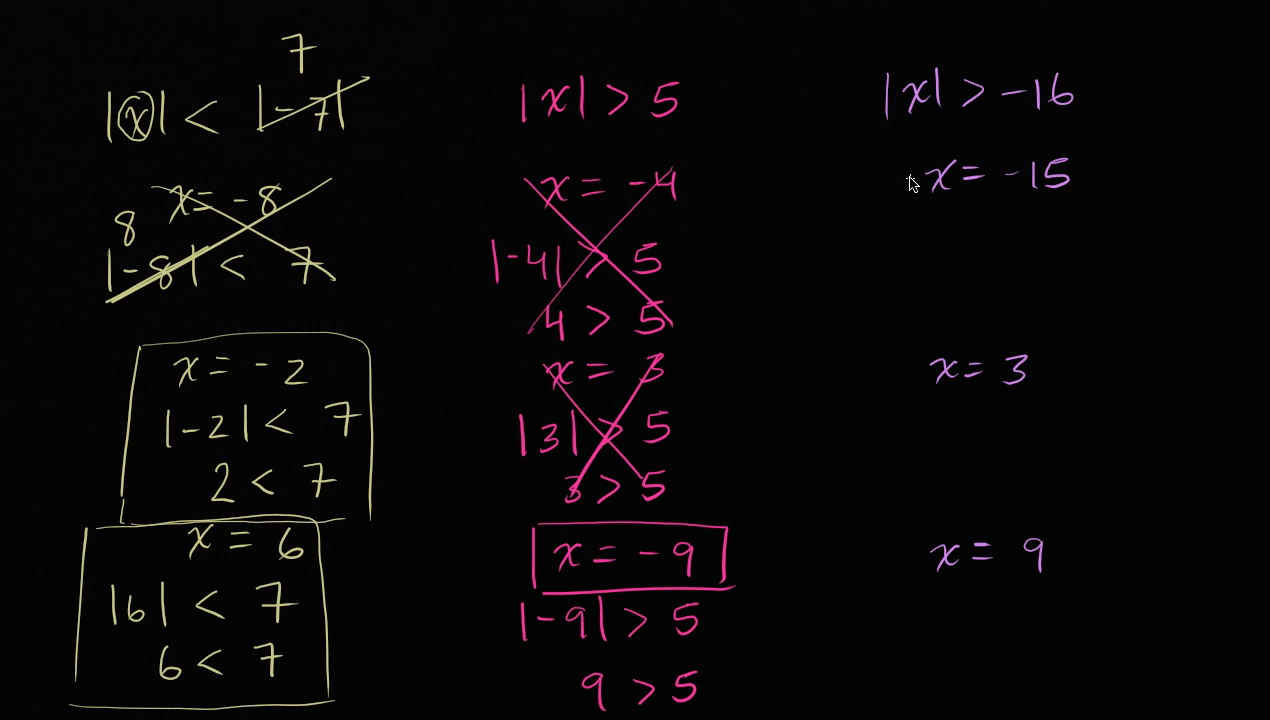 7
|x| < |-7|
x = -8
8
|-8| < 7
x = -2
|-2| < 7
2 < 7
x = 6
|6| < 7
6 < 7
|x| > 5
x = -4
|-4| > 5
4 > 5
x = 3
|3| > 5
3 > 5
x = -9
|-9| > 5
9 > 5
|x| > -16
x = -15
x = 3
x = 9